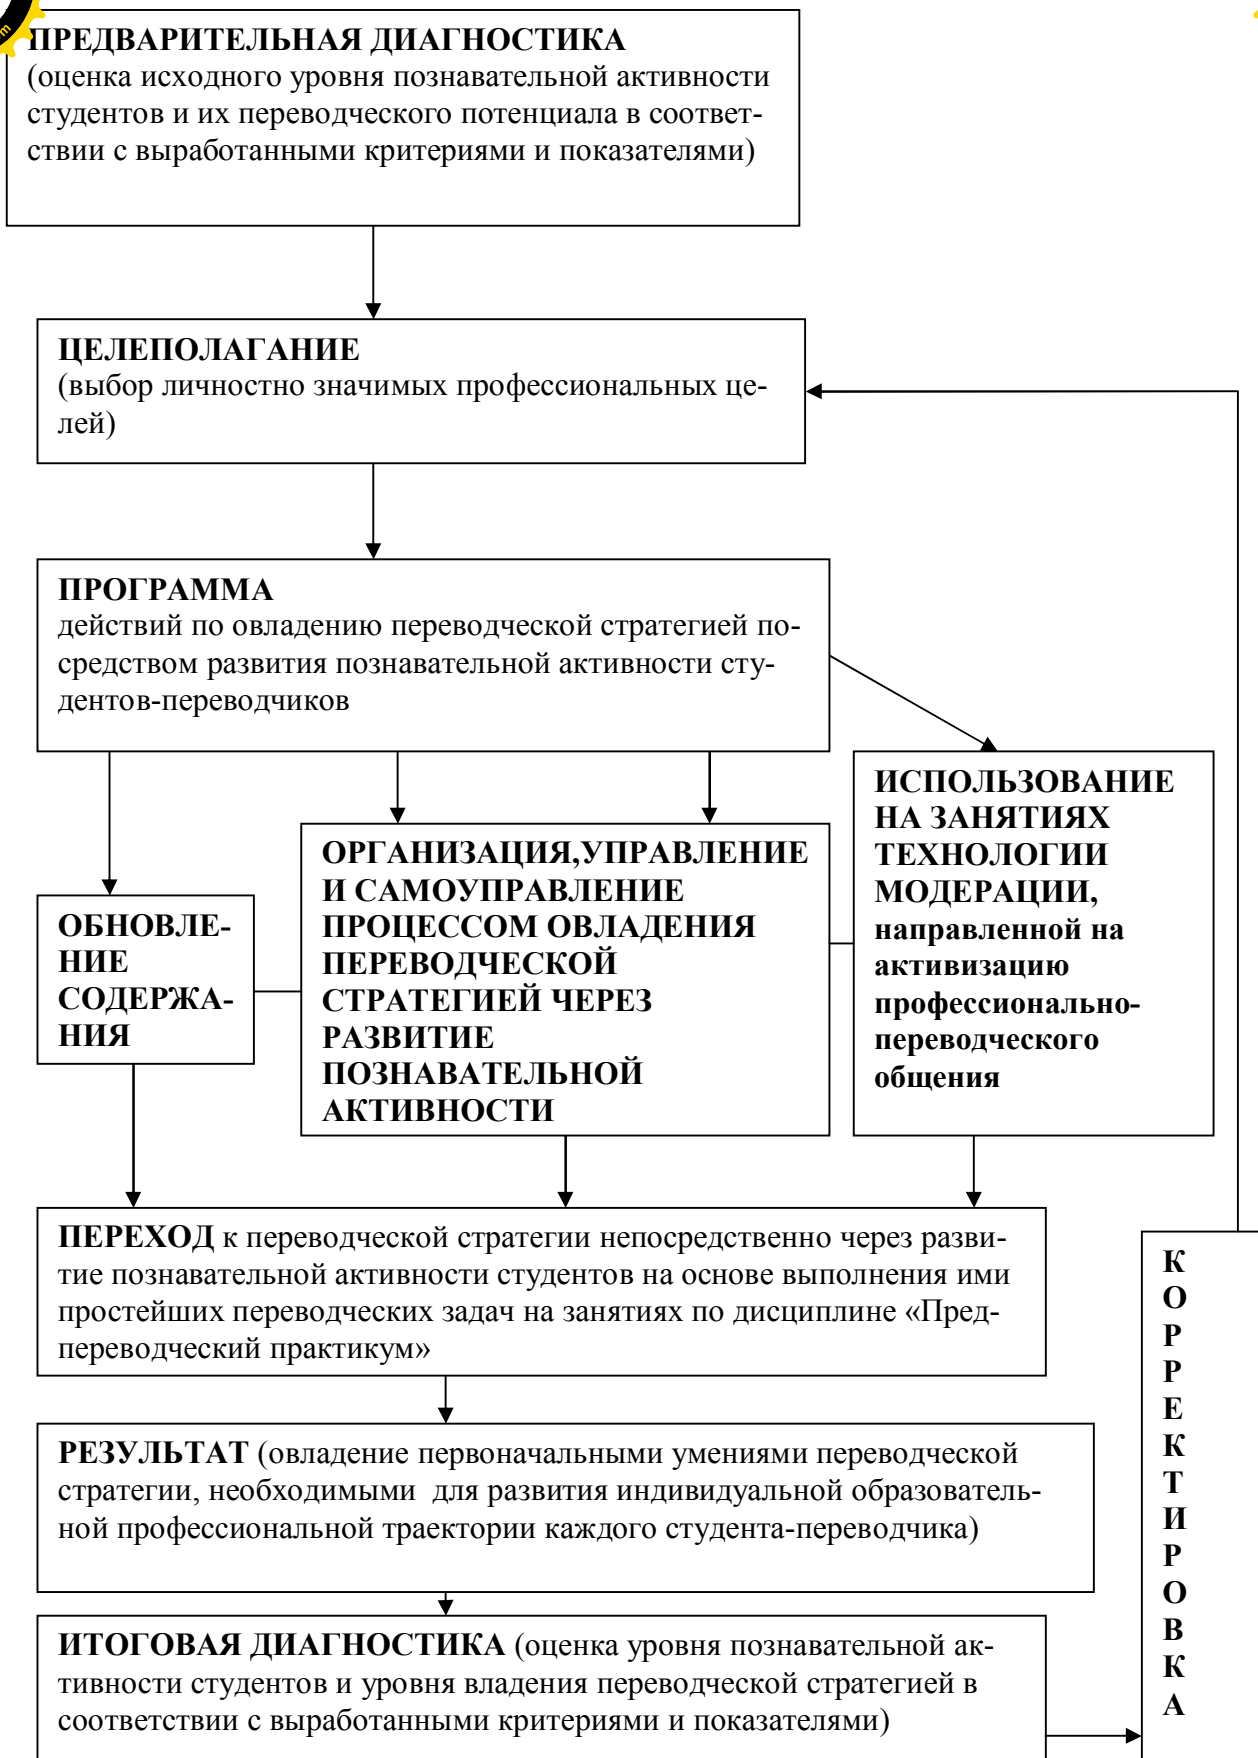 ПРЕДВАРИТЕЛЬНАЯ ДИАГНОСТИКА
(оценка исходного уровня познавательной активности
студентов и их переводческого потенциала в соответ-
ствии с выработанными критериями и показателями)
ЦЕЛЕПОЛАГАНИЕ
(выбор личностно значимых профессиональных це-
лей)
ПРОГРАММА
действий по овладению переводческой стратегией по-
средством развития познавательной активности сту-
дентов-переводчиков
ОБНОВЛЕ-
НИЕ
СОДЕРЖА-
НИЯ
ОРГАНИЗАЦИЯ,УПРАВЛЕНИЕ
И САМОУПРАВЛЕНИЕ
ПРОЦЕССОМ ОВЛАДЕНИЯ
ПЕРЕВОДЧЕСКОЙ
СТРАТЕГИЕЙ ЧЕРЕЗ
РАЗВИТИЕ
ПОЗНАВАТЕЛЬНОЙ
АКТИВНОСТИ
ИСПОЛЬЗОВАНИЕ
НА ЗАНЯТИЯХ
ТЕХНОЛОГИИ
МОДЕРАЦИИ,
направленной на
активизацию
профессионально-
переводческого
общения
ПЕРЕХОД к переводческой стратегии непосредственно через разви-
тие познавательной активности студентов на основе выполнения ими
простейших переводческих задач на занятиях по дисциплине «Пред-
переводческий практикум»
РЕЗУЛЬТАТ (овладение первоначальными умениями переводческой
стратегии, необходимыми для развития индивидуальной образователь-
ной профессиональной траектории каждого студента-переводчика)
ИТОГОВАЯ ДИАГНОСТИКА (оценка уровня познавательной ак-
тивности студентов и уровня владения переводческой стратегией в
соответствии с выработанными критериями и показателями)
К
О
Р
Р
Е
К
Т
И
Р
О
В
К
А